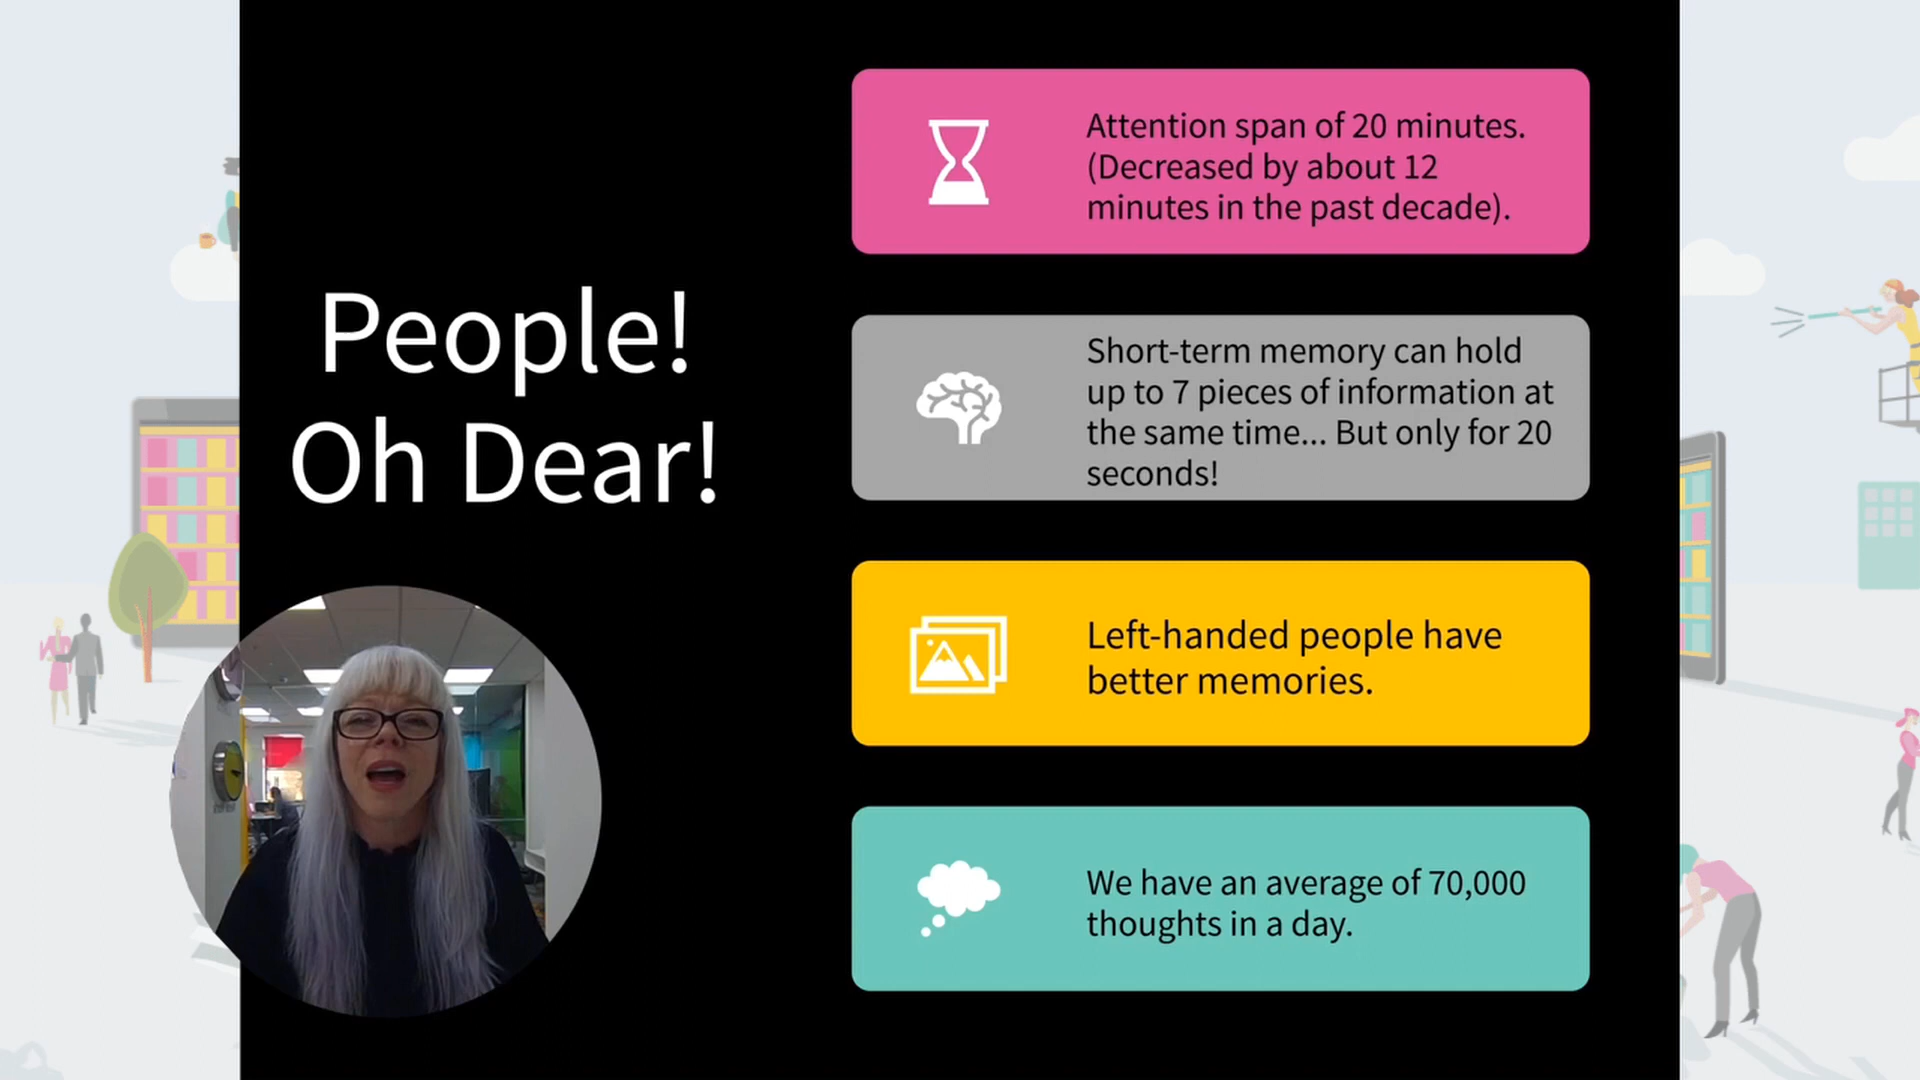 People!
Oh Dear!
Attention span of 20 minutes.
(Decreased by about 12
minutes in the past decade).
Short-term memory can hold
up to 7 pieces of information at
the same time... But only for 20
seconds!
Left-handed people have
better memories.
We have an average of 70,000
thoughts in a day.